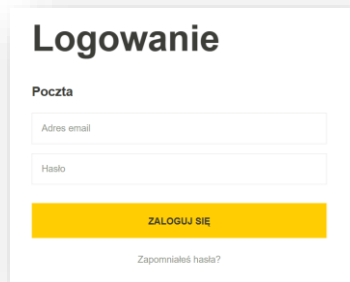 Logowanie
Poczta
Adres email
Hasło
ZALOGUJ SIĘ
Zapomniałeś hasła?